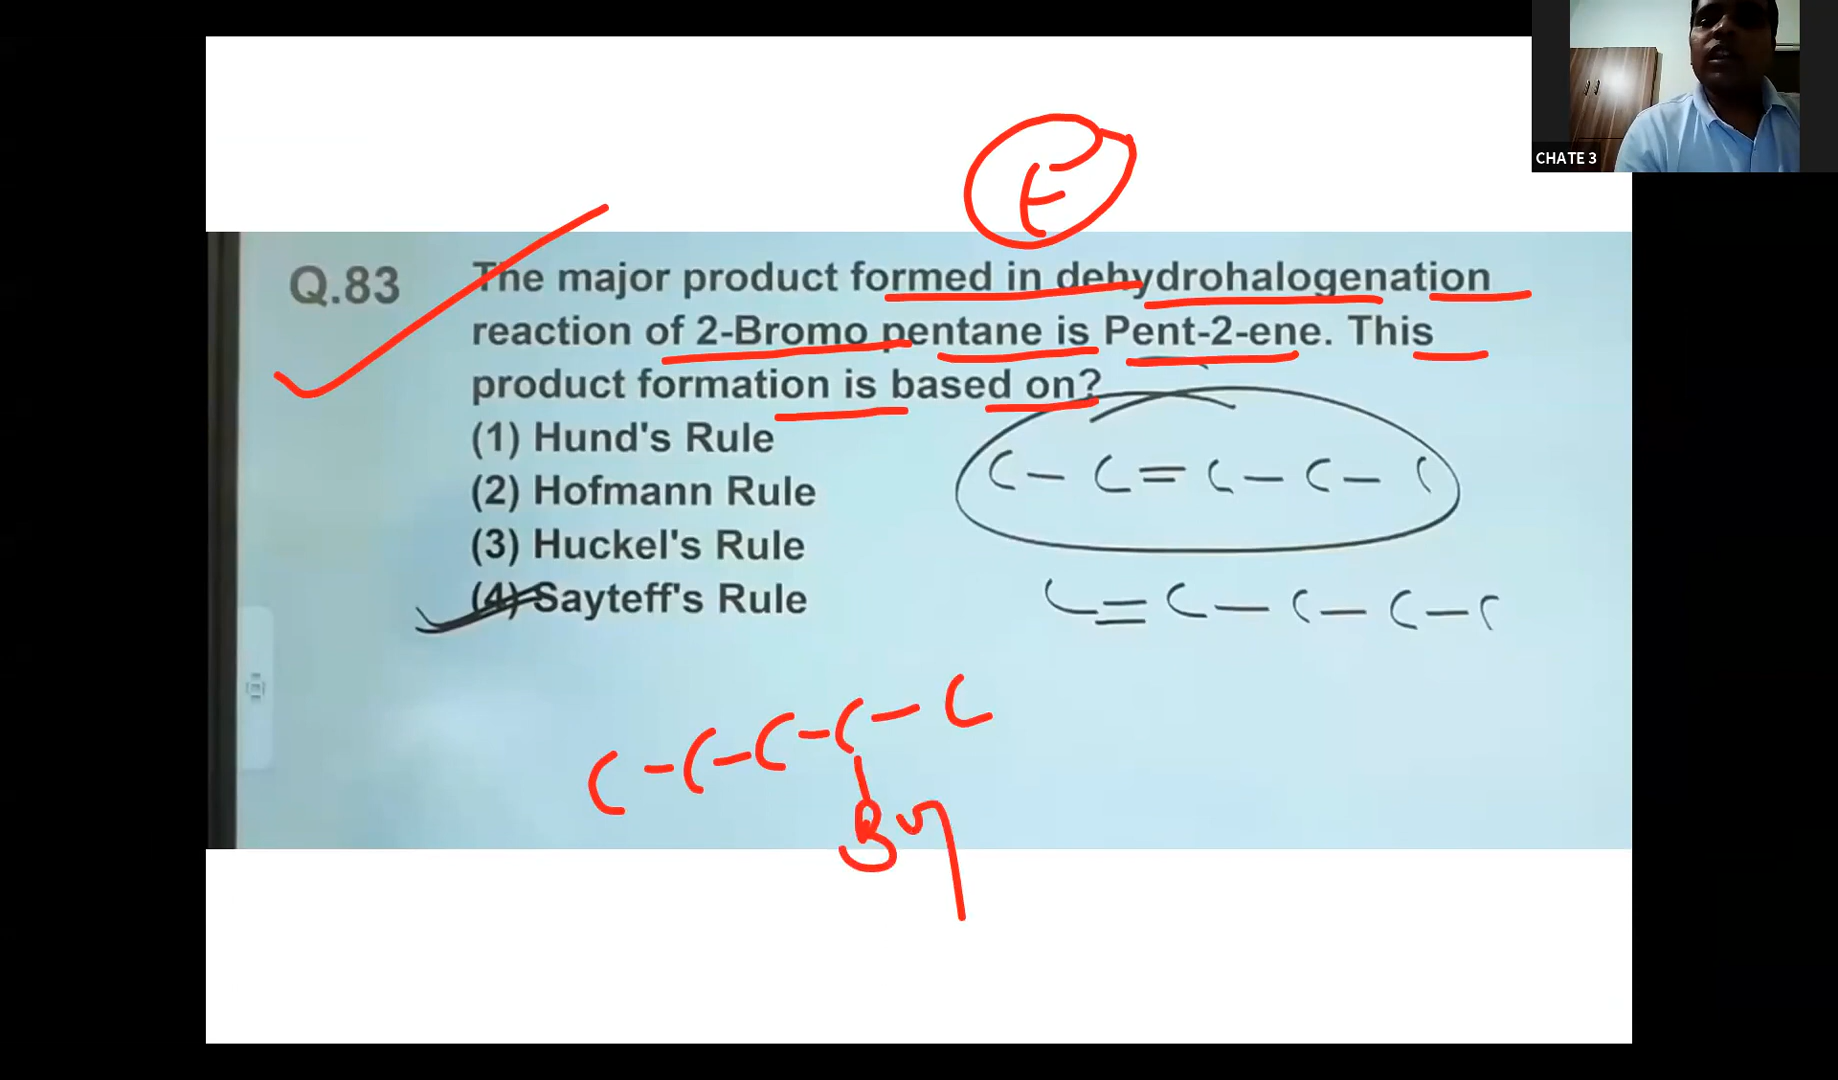 CHATE 3
E
Q.83 The major product formed in dehydrohalogenation
reaction of 2-Bromo pentane is Pent-2-ene. This
product formation is based on?
(1) Hund's Rule
(2) Hofmann Rule
(3) Huckel's Rule
(4) Sayteff's Rule
C - C = C - C - C
C = C - C - C - C
C - C - C - C - C
Br